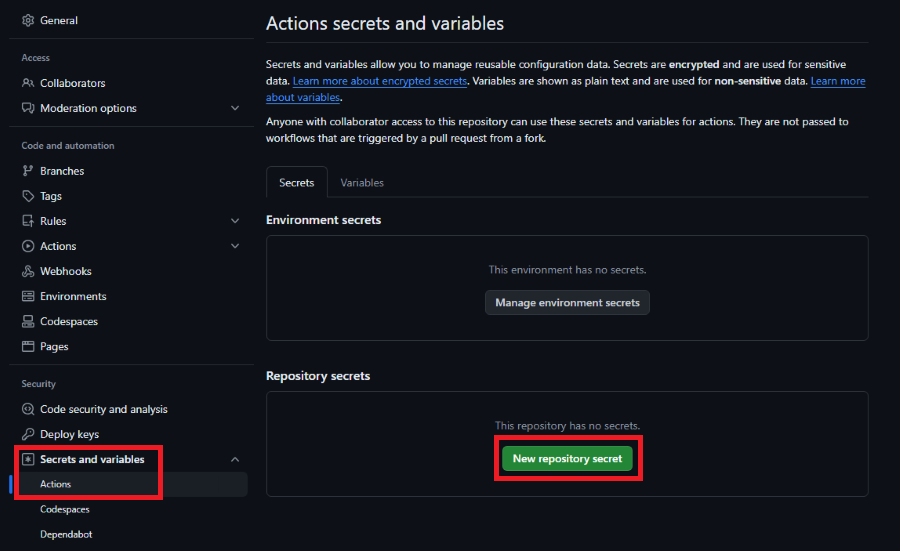 General
Access
Collaborators
Moderation options
Code and automation
Branches
Tags
Rules
Actions
Webhooks
Environments
Codespaces
Pages
Security
Code security and analysis
Deploy keys
Secrets and variables
Actions
Codespaces
Dependabot
Actions secrets and variables
Secrets and variables allow you to manage reusable configuration data. Secrets are encrypted and are used for sensitive
data. Learn more about encrypted secrets. Variables are shown as plain text and are used for non-sensitive data. Learn more
about variables.
Anyone with collaborator access to this repository can use these secrets and variables for actions. They are not passed to
workflows that are triggered by a pull request from a fork.
Secrets Variables
Environment secrets
This environment has no secrets.
Manage environment secrets
Repository secrets
This repository has no secrets.
New repository secret